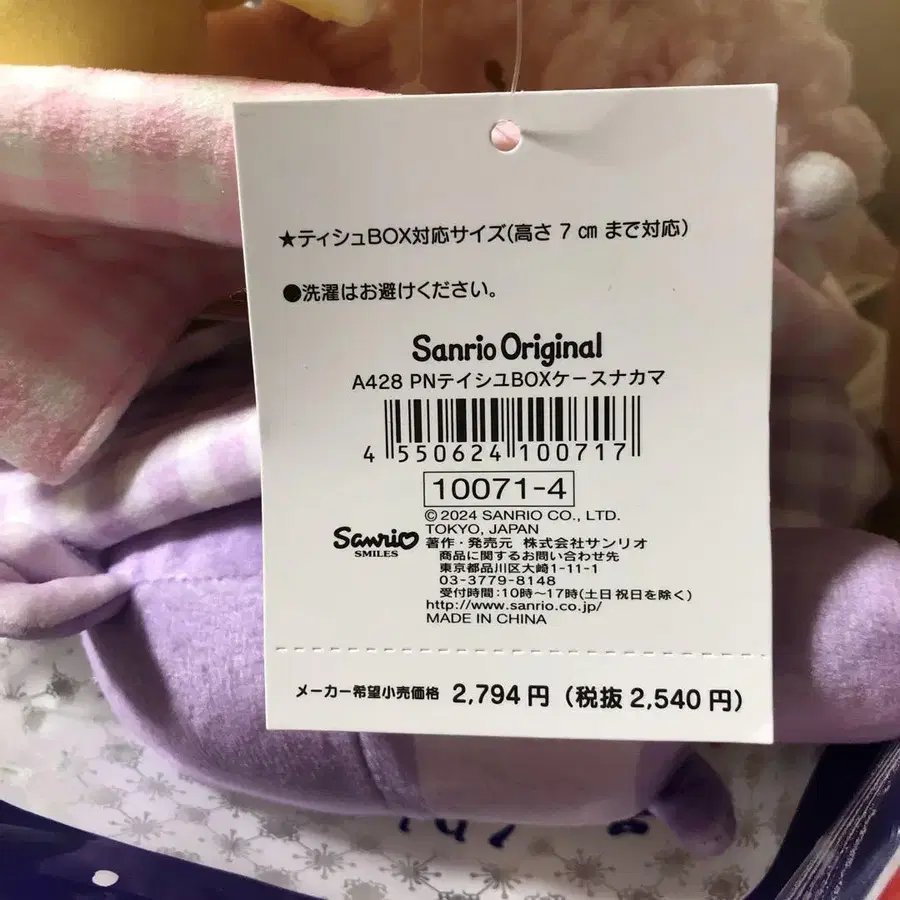 ★ティシュBOX対応サイズ(高さ 7 ㎝ まで対応)
●洗濯はお避けください。
Sanrio Original
A428 PNテイシユBOXケースナカマ
4 550624 100717
10071-4
© 2024 SANRIO CO., LTD.
TOKYO, JAPAN
Sanrio
SMILES
著作・発売元 株式会社サンリオ
商品に関するお問い合わせ先
東京都品川区大崎1-11-1
03-3779-8148
受付時間:10時~17時(土日 祝日を除く)
http://www.sanrio.co.jp/
MADE IN CHINA
メーカー希望小売価格 2,794 円 (税抜 2,540 円)